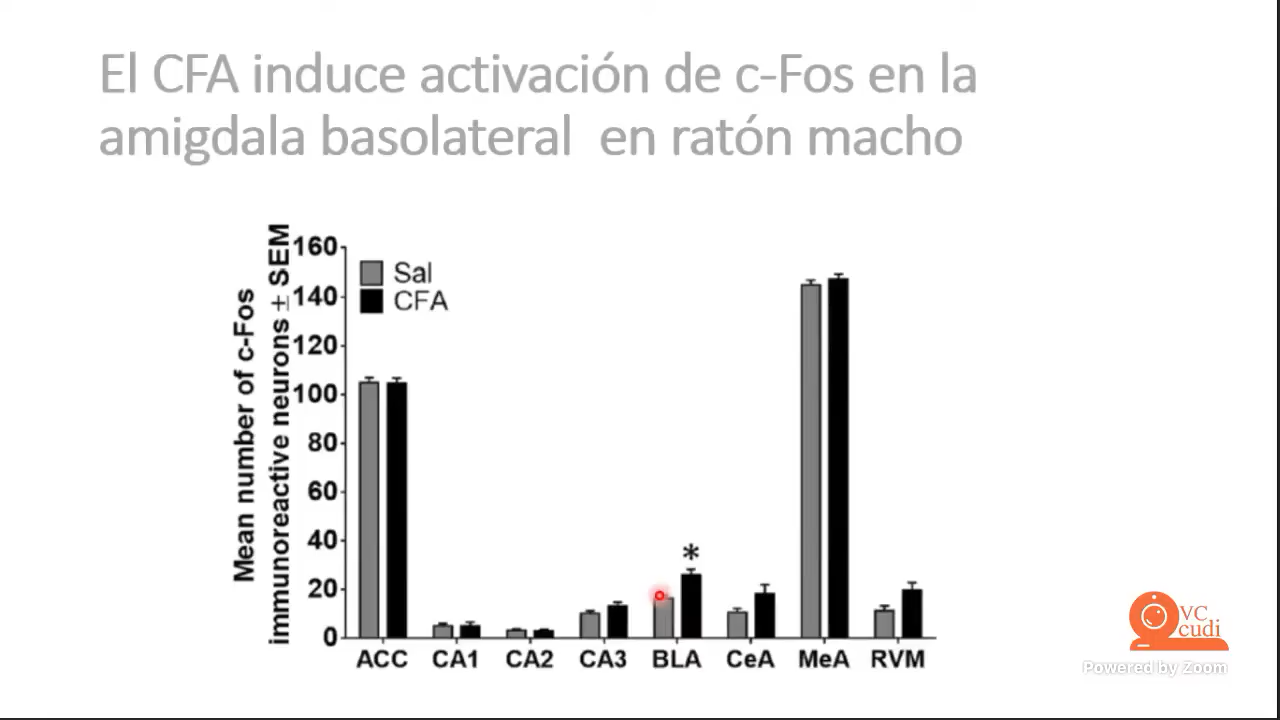 El CFA induce activación de c-Fos en la
amigdala basolateral en ratón macho
Mean number of c-Fos
immunoreactive neurons ± SEM
160
140
120
100
80
60
40
20
0
Sal
CFA
*
ACC CA1 CA2 CA3 BLA CeA MeA RVM
VC
cudi
Powered by Zoom